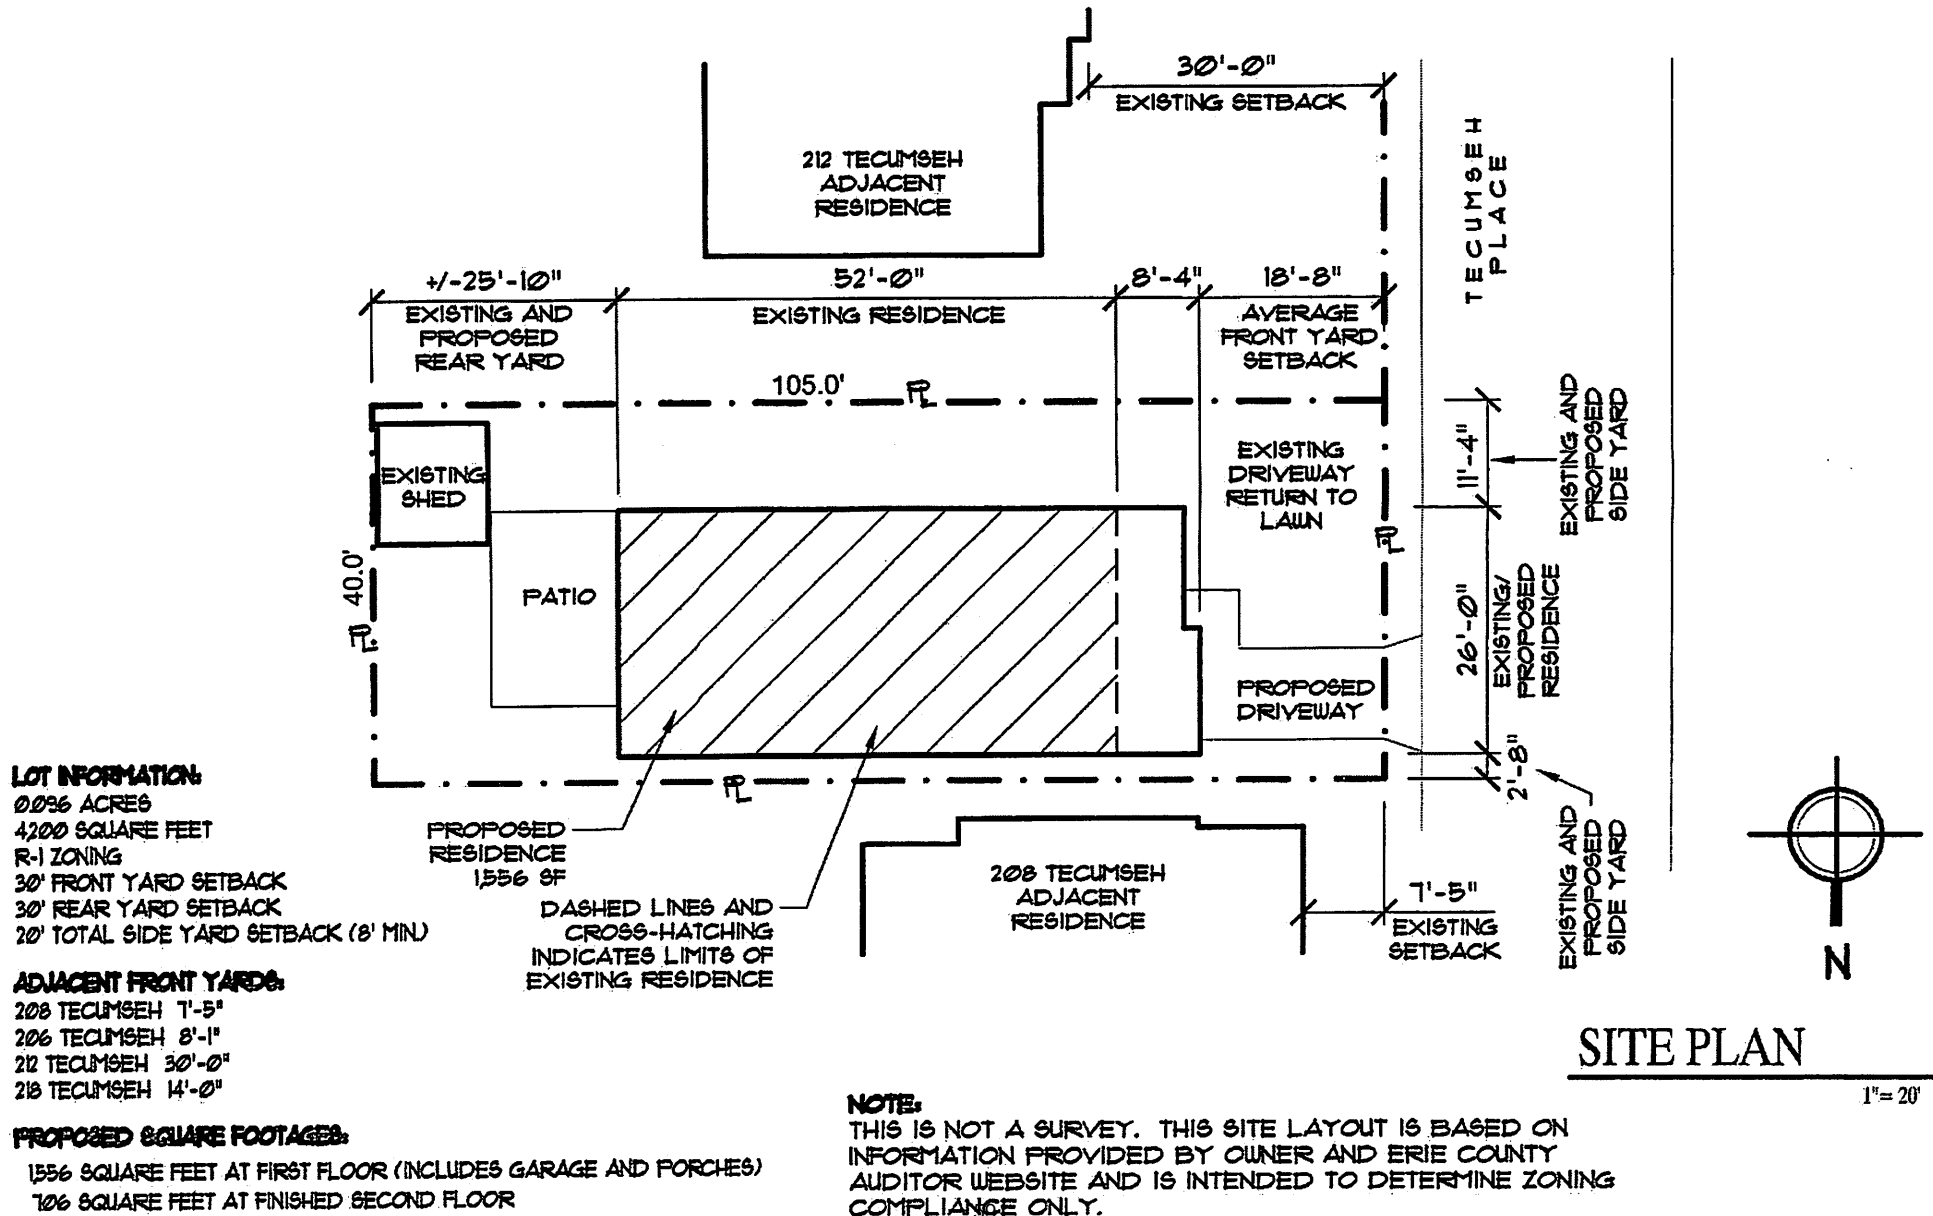 30'-0"
EXISTING SETBACK
TECUMSEH
PLACE
212 TECUMSEH
ADJACENT
RESIDENCE
+/-25'-10"
EXISTING AND
PROPOSED
REAR YARD
52'-0"
EXISTING RESIDENCE
8'-4"
18'-8"
AVERAGE
FRONT YARD
SETBACK
105.0'
PL
EXISTING
SHED
EXISTING
DRIVEWAY
RETURN TO
LAWN
11'-4"
EXISTING AND
PROPOSED
SIDE YARD
40.0'
PL
PATIO
PL
26'-0"
EXISTING/
PROPOSED
RESIDENCE
PROPOSED
DRIVEWAY
2'-8"
EXISTING AND
PROPOSED
SIDE YARD
PL
LOT INFORMATION:
0.096 ACRES
4,200 SQUARE FEET
R-1 ZONING
30' FRONT YARD SETBACK
30' REAR YARD SETBACK
20' TOTAL SIDE YARD SETBACK (8' MIN.)
PROPOSED
RESIDENCE
1,556 SF
DASHED LINES AND
CROSS-HATCHING
INDICATES LIMITS OF
EXISTING RESIDENCE
208 TECUMSEH
ADJACENT
RESIDENCE
7'-5"
EXISTING
SETBACK
N
ADJACENT FRONT YARDS:
208 TECUMSEH 7'-5"
206 TECUMSEH 8'-1"
212 TECUMSEH 30'-0"
218 TECUMSEH 14'-0"
SITE PLAN
1"= 20'
PROPOSED SQUARE FOOTAGES:
1,556 SQUARE FEET AT FIRST FLOOR (INCLUDES GARAGE AND PORCHES)
706 SQUARE FEET AT FINISHED SECOND FLOOR
NOTE:
THIS IS NOT A SURVEY. THIS SITE LAYOUT IS BASED ON
INFORMATION PROVIDED BY OWNER AND ERIE COUNTY
AUDITOR WEBSITE AND IS INTENDED TO DETERMINE ZONING
COMPLIANCE ONLY.